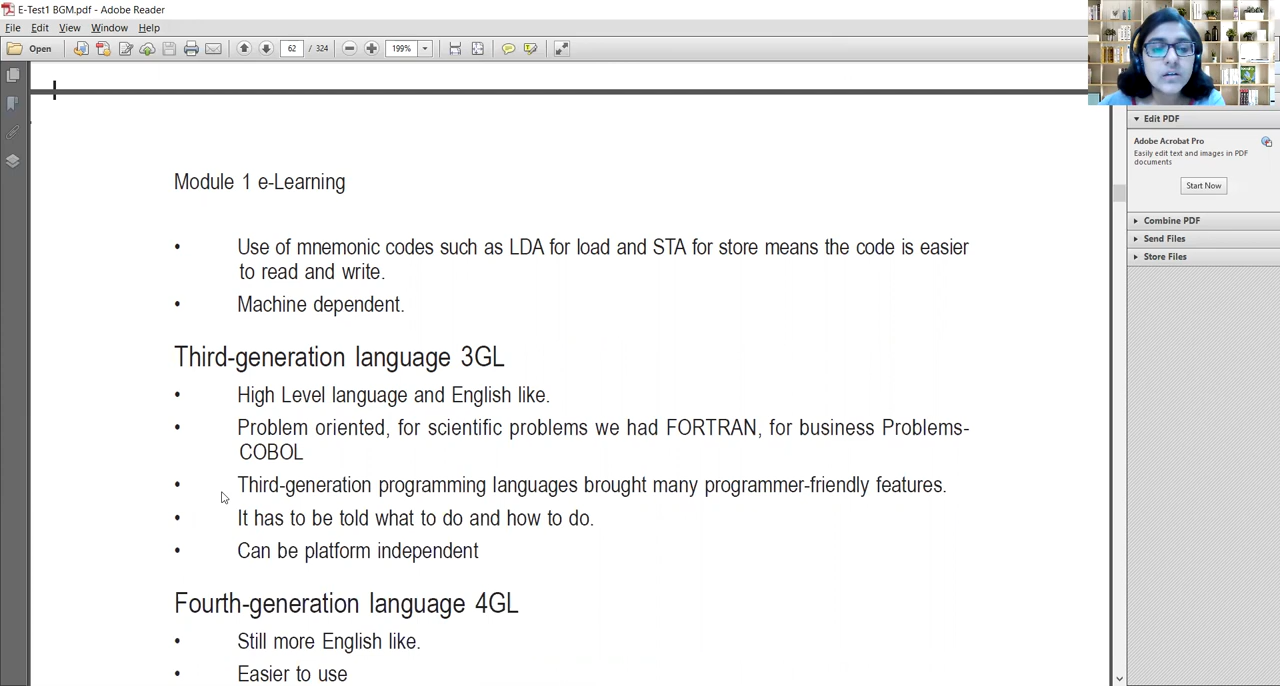 E-Test1 BGM.pdf - Adobe Reader
File Edit View Window Help
Open 62 / 324 199%
Edit PDF
Adobe Acrobat Pro
Easily edit text and images in PDF
documents
Start Now
Combine PDF
Send Files
Store Files
Module 1 e-Learning
• Use of mnemonic codes such as LDA for load and STA for store means the code is easier
to read and write.
• Machine dependent.
Third-generation language 3GL
• High Level language and English like.
• Problem oriented, for scientific problems we had FORTRAN, for business Problems-
COBOL
• Third-generation programming languages brought many programmer-friendly features.
• It has to be told what to do and how to do.
• Can be platform independent
Fourth-generation language 4GL
• Still more English like.
• Easier to use